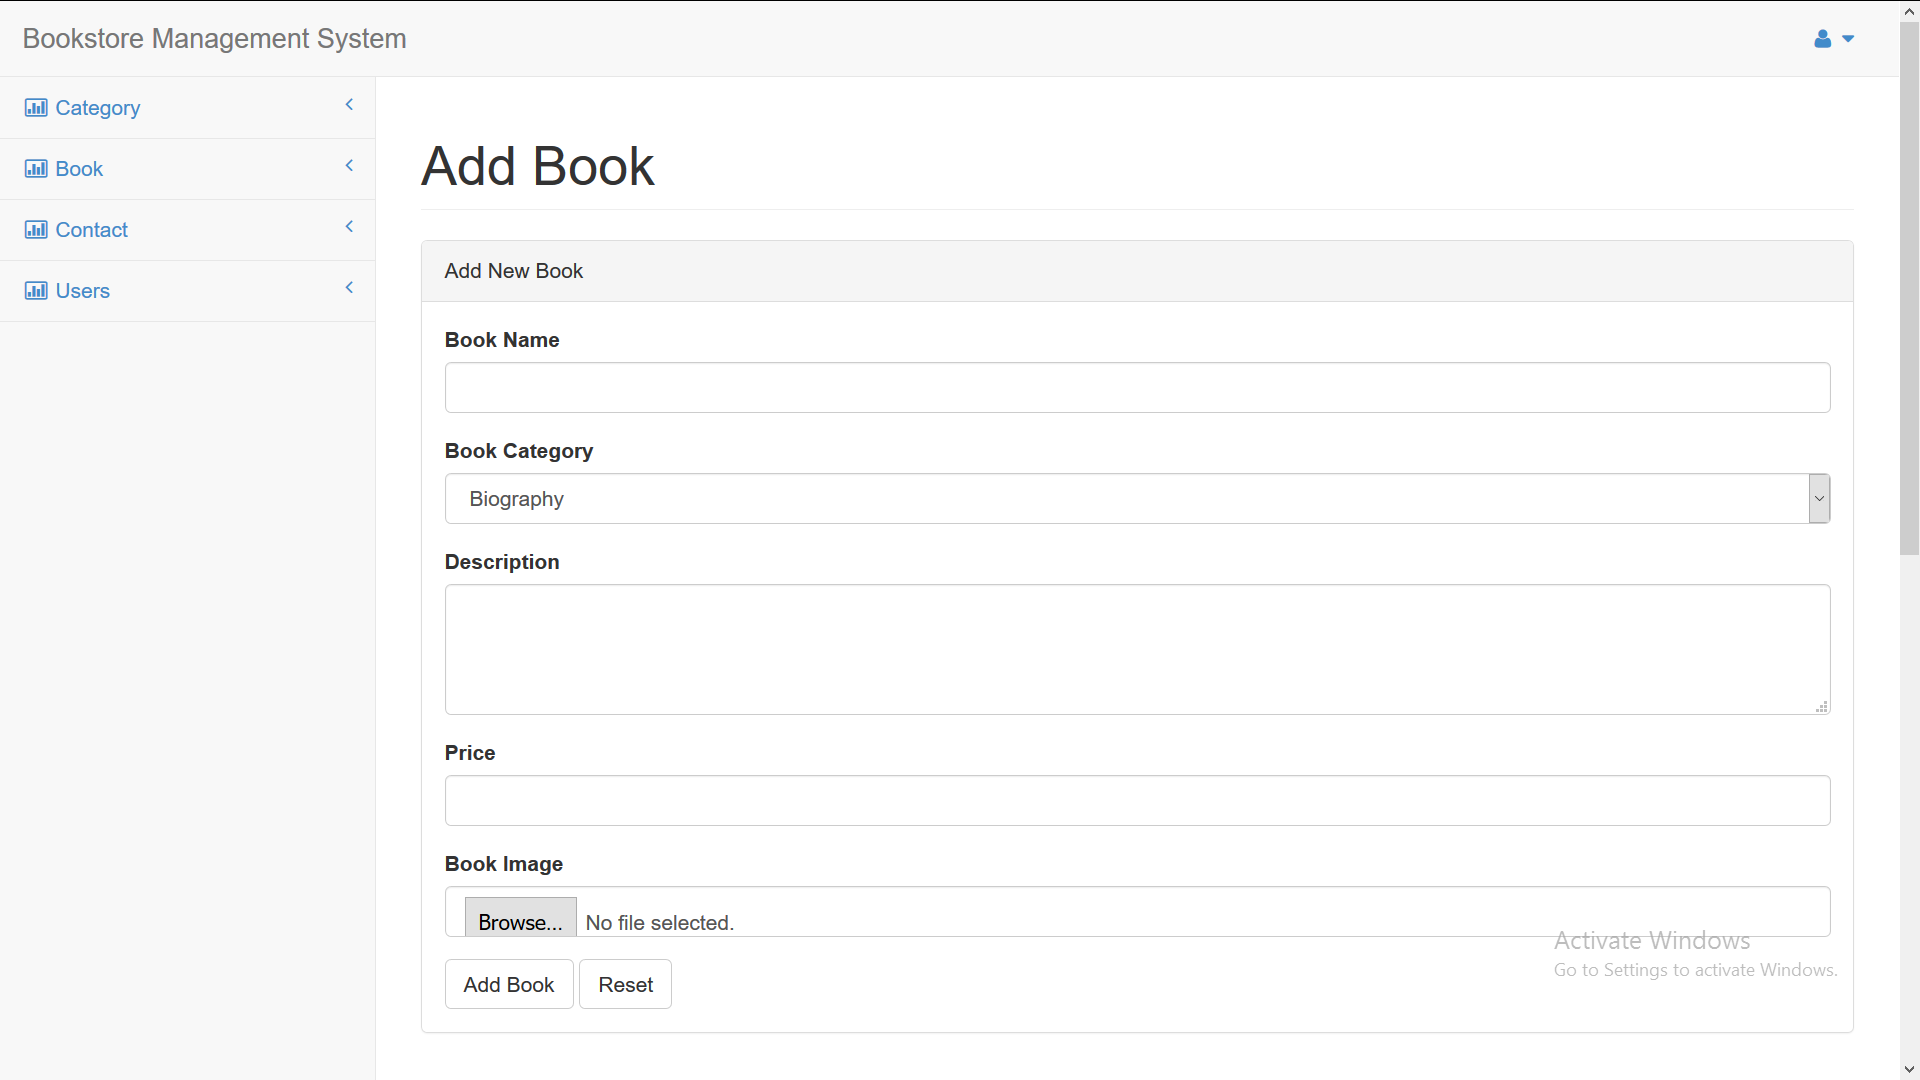 Bookstore Management System
Category
Book
Contact
Users
Add Book
Add New Book
Book Name
Book Category
Biography
Description
Price
Book Image
Browse... No file selected.
Add Book Reset
Activate Windows
Go to Settings to activate Windows.